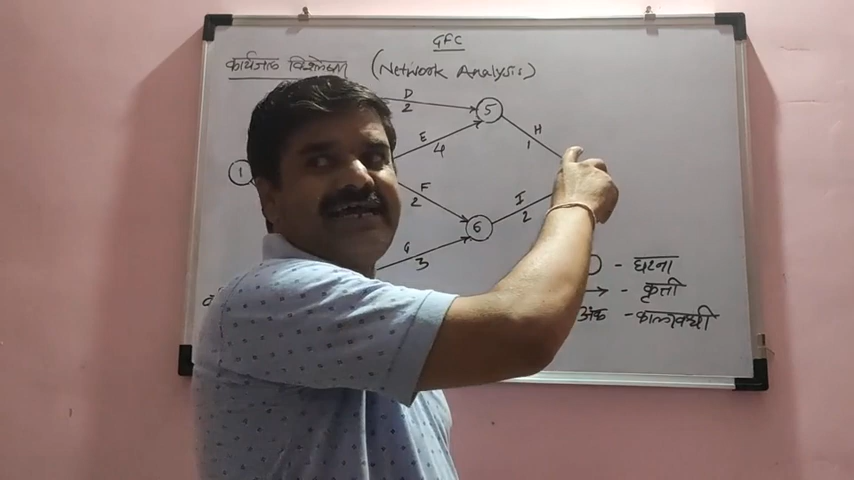 GFC
कार्यजाल विश्लेषण (Network Analysis)
D
2
5
E
4
H
1
1
F
2
I
2
6
G
3
- घटना
- कृती
अंक - कालावधी